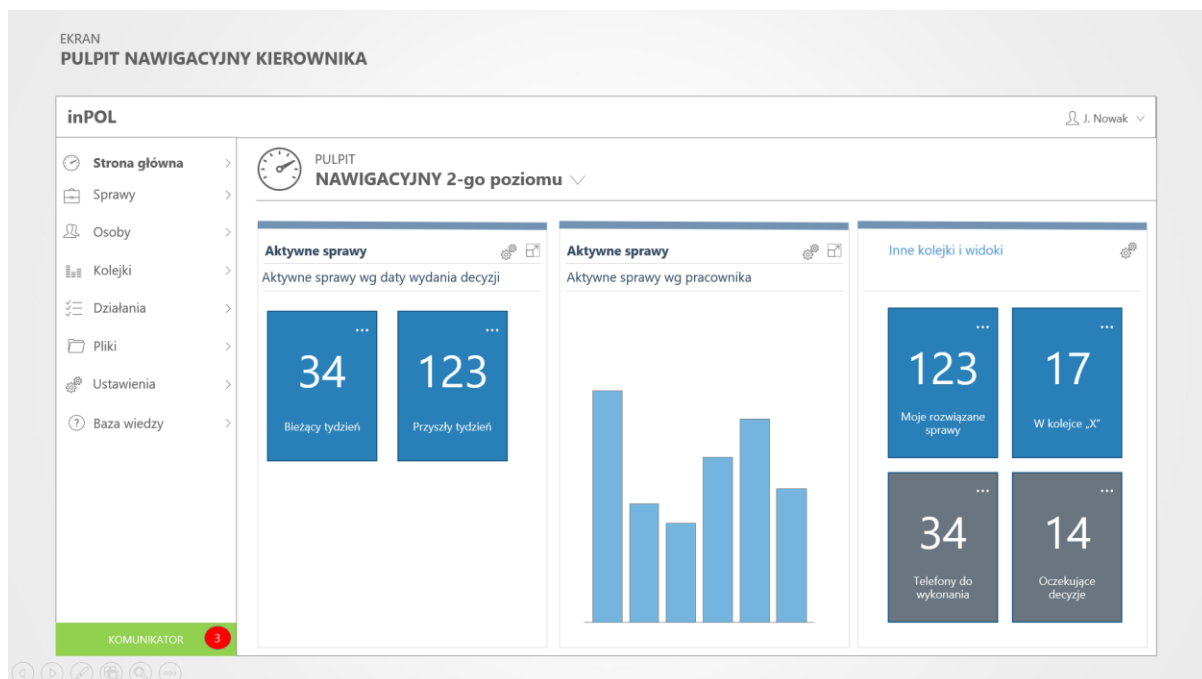 EKRAN
PULPIT NAWIGACYJNY KIEROWNIKA
inPOL
J. Nowak
Strona główna
Sprawy
Osoby
Kolejki
Działania
Pliki
Ustawienia
? Baza wiedzy
KOMUNIKATOR 3
PULPIT
NAWIGACYJNY 2-go poziomu
Aktywne sprawy
Aktywne sprawy wg daty wydania decyzji
...
34
Bieżący tydzień
...
123
Przyszły tydzień
Aktywne sprawy
Aktywne sprawy wg pracownika
Inne kolejki i widoki
...
123
Moje rozwiązane
sprawy
...
17
W kolejce „X”
...
34
Telefony do
wykonania
...
14
Oczekujące
decyzje